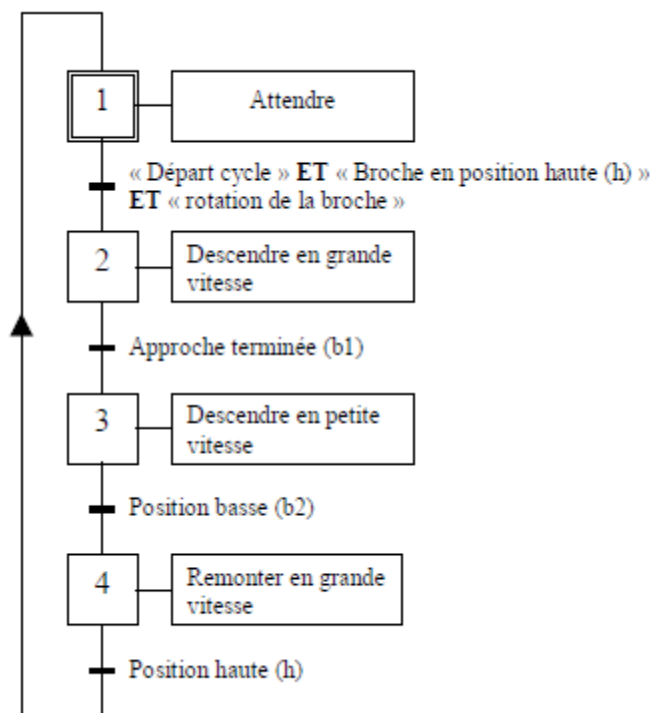 1
Attendre
« Départ cycle » ET « Broche en position haute (h) »
ET « rotation de la broche »
2
Descendre en grande
vitesse
Approche terminée (b1)
3
Descendre en petite
vitesse
Position basse (b2)
4
Remonter en grande
vitesse
Position haute (h)